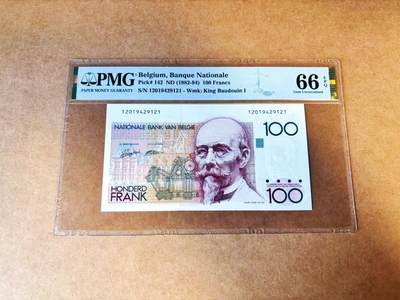 PMG
PAPER MONEY GUARANTY
Belgium, Banque Nationale
Pick# 142 ND (1982-94) 100 Francs
S/N 12019429121 - Wmk: King Baudouin I
66 EPQ
Gem Uncirculated
12019429121
12019429121
NATIONALE BANK VAN BELGIË
100
HONDERD
FRANK
100